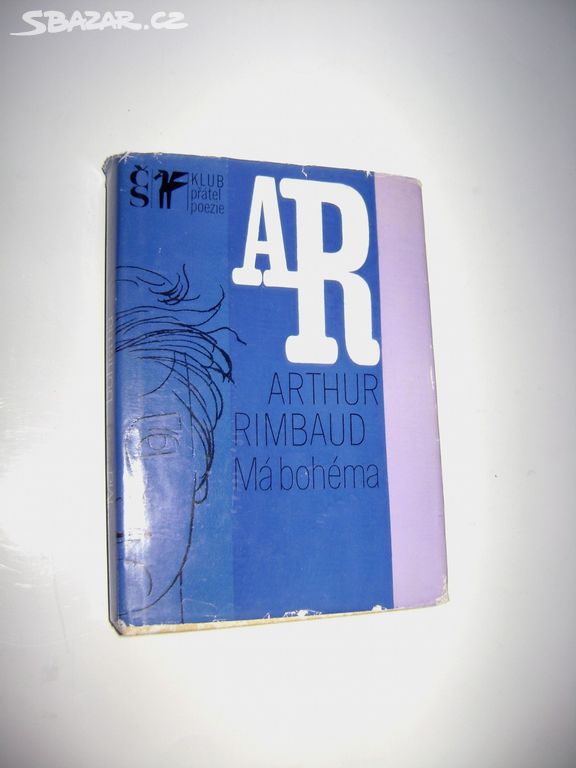 SBAZAR.CZ
ČS
KLUB
přátel
poezie
AR
ARTHUR
RIMBAUD
Má bohéma